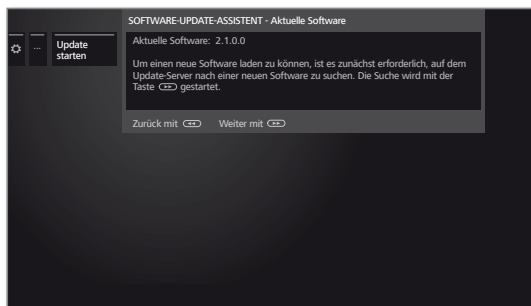 SOFTWARE-UPDATE-ASSISTENT - Aktuelle Software
...
Update
starten
Aktuelle Software: 2.1.0.0
Um einen neue Software laden zu können, ist es zunächst erforderlich, auf dem
Update-Server nach einer neuen Software zu suchen. Die Suche wird mit der
Taste gestartet.
Zurück mit Weiter mit